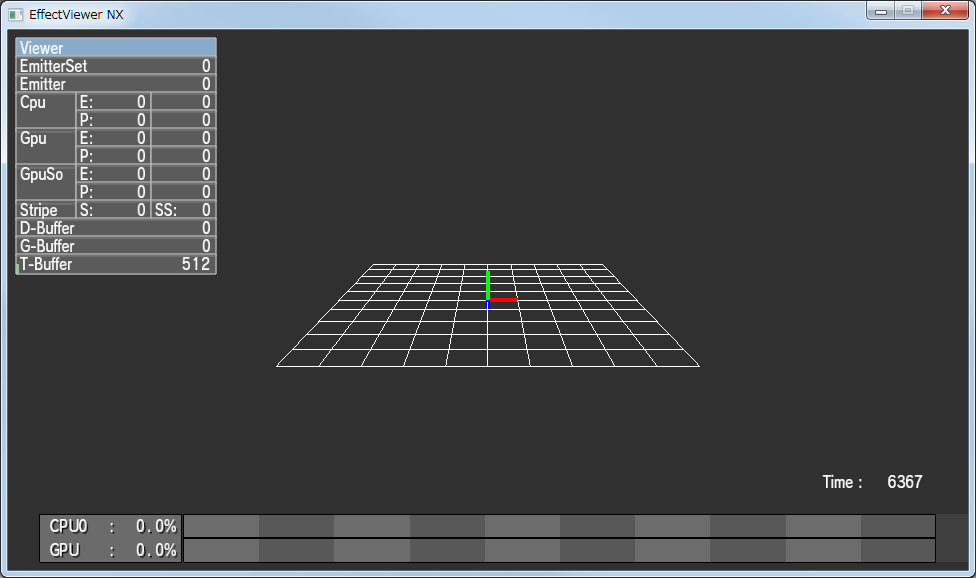 EffectViewer NX
Viewer
EmitterSet 0
Emitter 0
Cpu E: 0 0
P: 0 0
Gpu E: 0 0
P: 0 0
GpuSo E: 0 0
P: 0 0
Stripe S: 0 SS: 0
D-Buffer 0
G-Buffer 0
T-Buffer 512
Time : 6367
CPU0 : 0.0%
GPU : 0.0%